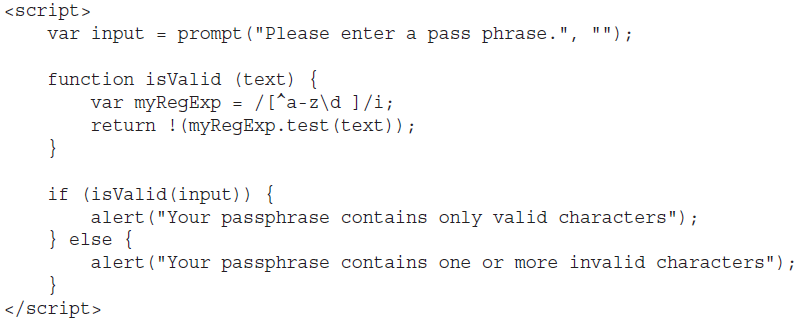 <script>
    var input = prompt("Please enter a pass phrase.", "");

    function isValid (text) {
        var myRegExp = /[^a-z\d ]/i;
        return !(myRegExp.test(text));
    }

    if (isValid(input)) {
        alert("Your passphrase contains only valid characters");
    } else {
        alert("Your passphrase contains one or more invalid characters");
    }
</script>